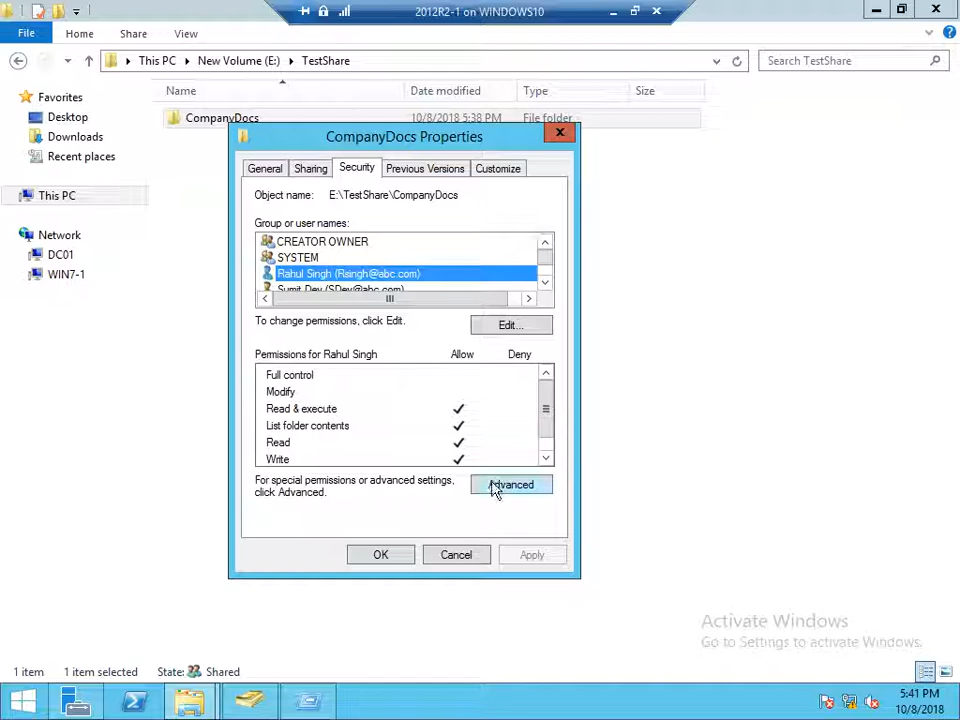 2012R2-1 on WINDOWS10
File Home Share View
This PC New Volume (E:) TestShare
Search TestShare
Name Date modified Type Size
Favorites
Desktop
Downloads
Recent places
This PC
Network
DC01
WIN7-1
CompanyDocs 10/8/2018 5:38 PM File folder
CompanyDocs Properties
General Sharing Security Previous Versions Customize
Object name: E:\TestShare\CompanyDocs
Group or user names:
CREATOR OWNER
SYSTEM
Rahul Singh (Rsingh@abc.com)
Sumit Dev (SDev@abc.com)
To change permissions, click Edit.
Edit...
Permissions for Rahul Singh Allow Deny
Full control
Modify
Read & execute
List folder contents
Read
Write
For special permissions or advanced settings,
click Advanced.
Advanced
OK Cancel Apply
Activate Windows
Go to Settings to activate Windows.
1 item 1 item selected State: Shared
5:41 PM
10/8/2018